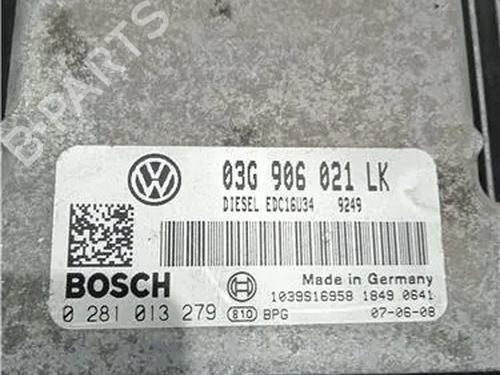 B-PARTS
03G 906 021 LK
DIESEL EDC16U34 9249
BOSCH
Made in Germany
1039S16958 1849 0641
0 281 013 279 810 BPG 07-06-08